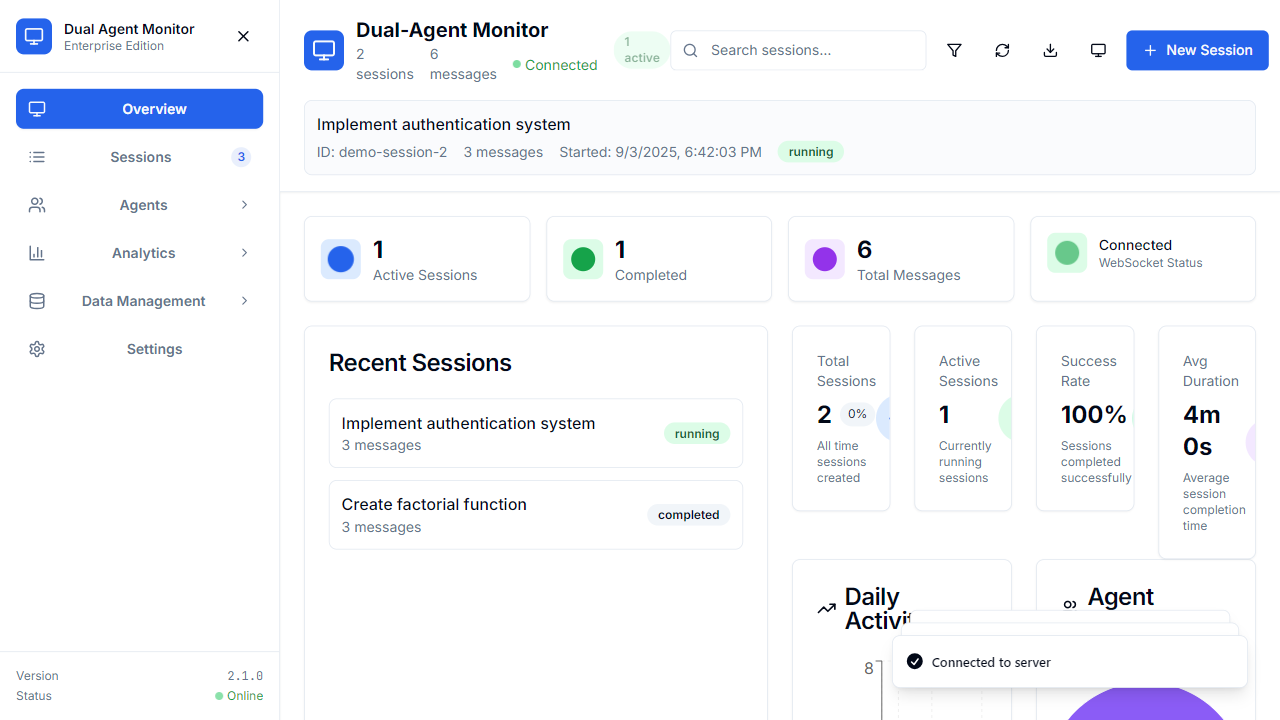 Dual Agent Monitor
Enterprise Edition
Overview
Sessions
3
Agents
Analytics
Data Management
Settings
Version
2.1.0
Status
Online
Dual-Agent Monitor
2
sessions
6
messages
Connected
1
active
Search sessions...
New Session
Implement authentication system
ID: demo-session-2
3 messages
Started: 9/3/2025, 6:42:03 PM
running
1
Active Sessions
1
Completed
6
Total Messages
Connected
WebSocket Status
Recent Sessions
Implement authentication system
3 messages
running
Create factorial function
3 messages
completed
Total
Sessions
2
0%
All time
sessions
created
Active
Sessions
1
Currently
running
sessions
Success
Rate
100%
Sessions
completed
successfully
Avg
Duration
4m
0s
Average
session
completion
time
Daily
Agent
8
Connected to server